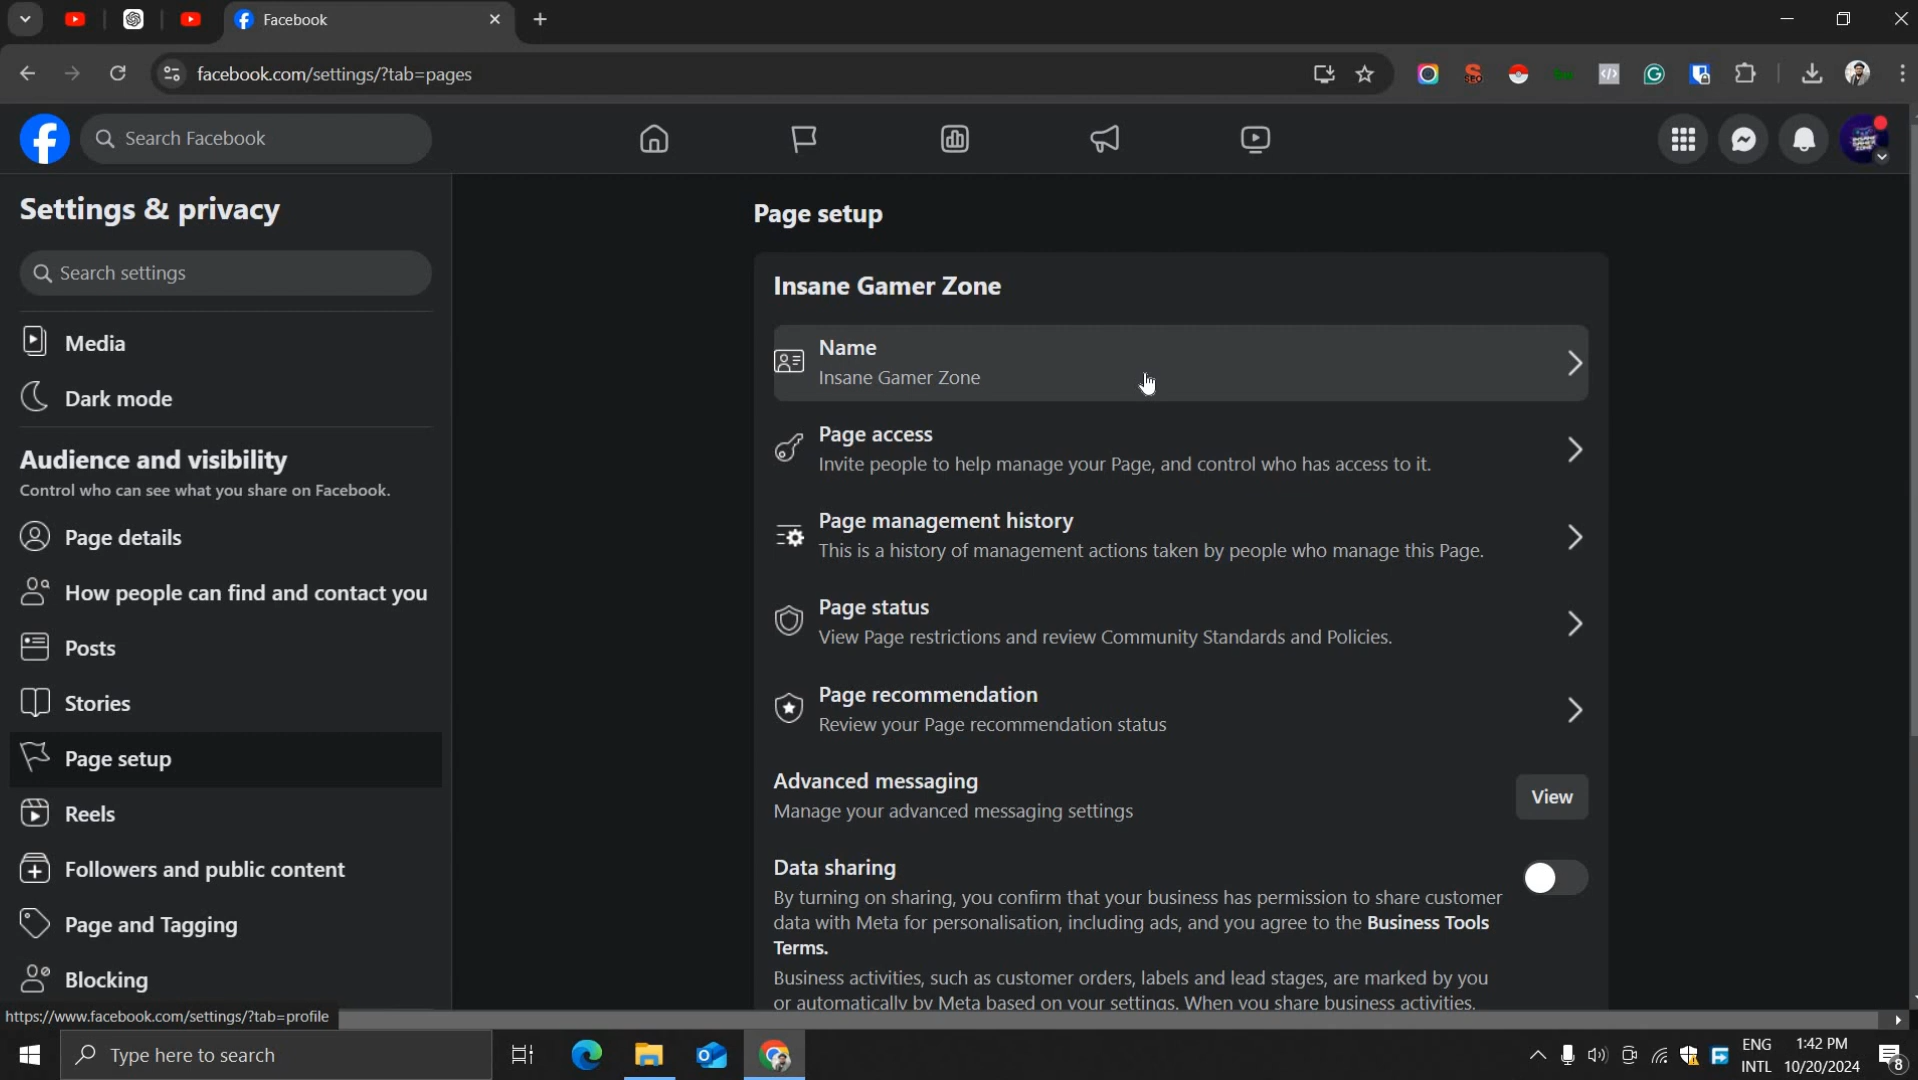 Facebook
facebook.com/settings/?tab=pages
Search Facebook
Settings & privacy
Search settings
Media
Dark mode
Audience and visibility
Control who can see what you share on Facebook.
Page details
How people can find and contact you
Posts
Stories
Page setup
Reels
Followers and public content
Page and Tagging
Blocking
https://www.facebook.com/settings/?tab=profile
Page setup
Insane Gamer Zone
Name
Insane Gamer Zone
Page access
Invite people to help manage your Page, and control who has access to it.
Page management history
This is a history of management actions taken by people who manage this Page.
Page status
View Page restrictions and review Community Standards and Policies.
Page recommendation
Review your Page recommendation status
Advanced messaging
Manage your advanced messaging settings
View
Data sharing
By turning on sharing, you confirm that your business has permission to share customer
data with Meta for personalisation, including ads, and you agree to the Business Tools
Terms.
Business activities, such as customer orders, labels and lead stages, are marked by you
or automatically by Meta based on your settings. When you share business activities,
Type here to search
ENG
INTL
1:42 PM
10/20/2024
8